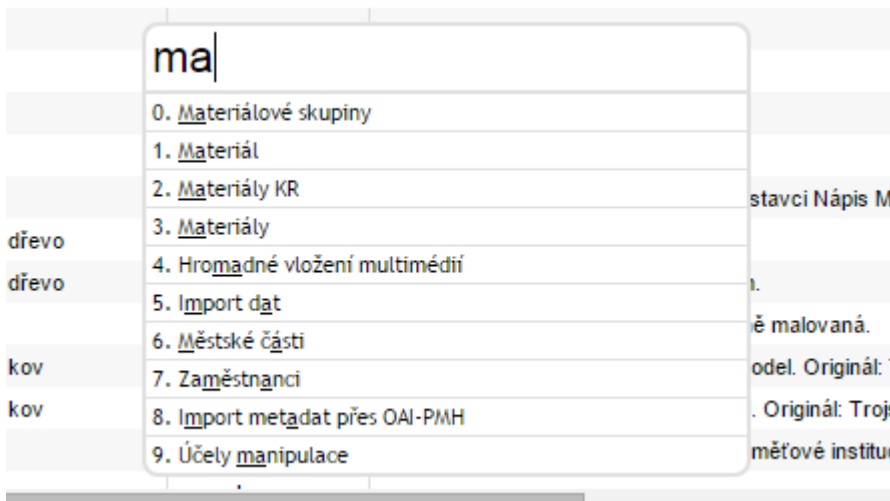 ma
0. Materiálové skupiny
1. Materiál
2. Materiály KR
stavci Nápis M
3. Materiály
dřevo
4. Hromadné vložení multimédií
dřevo
5. Import dat
ě malovaná.
6. Městské části
kov
odel. Originál:
7. Zaměstnanci
kov
. Originál: Trojs
8. Import metadat přes OAI-PMH
měťové instituc
9. Účely manipulace